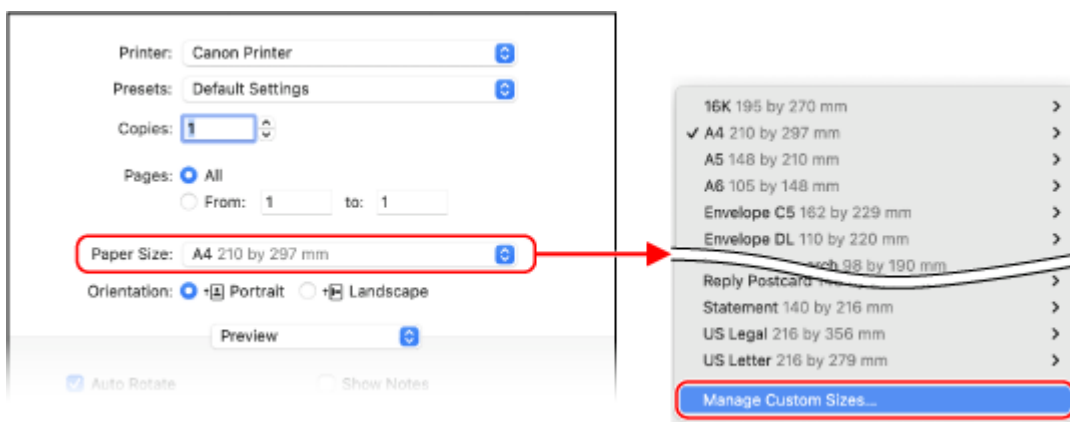 Printer: Canon Printer
Presets: Default Settings
Copies: 1
Pages: All
From: 1 to: 1
Paper Size: A4 210 by 297 mm
Orientation: Portrait Landscape
Preview
Auto Rotate Show Notes
16K 195 by 270 mm
A4 210 by 297 mm
A5 148 by 210 mm
A6 105 by 148 mm
Envelope C5 162 by 229 mm
Envelope DL 110 by 220 mm
98 by 190 mm
Reply Postcard
Statement 140 by 216 mm
US Legal 216 by 356 mm
US Letter 216 by 279 mm
Manage Custom Sizes...